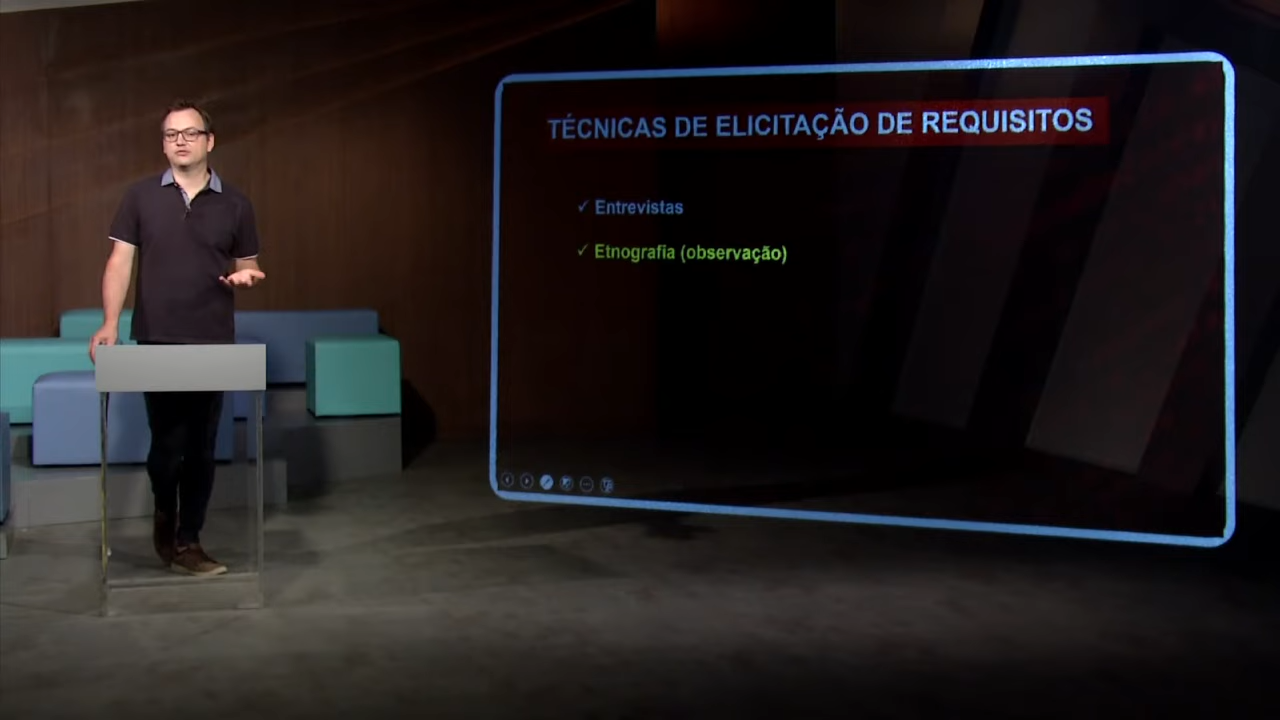 TÉCNICAS DE ELICITAÇÃO DE REQUISITOS
✓ Entrevistas
✓ Etnografia (observação)